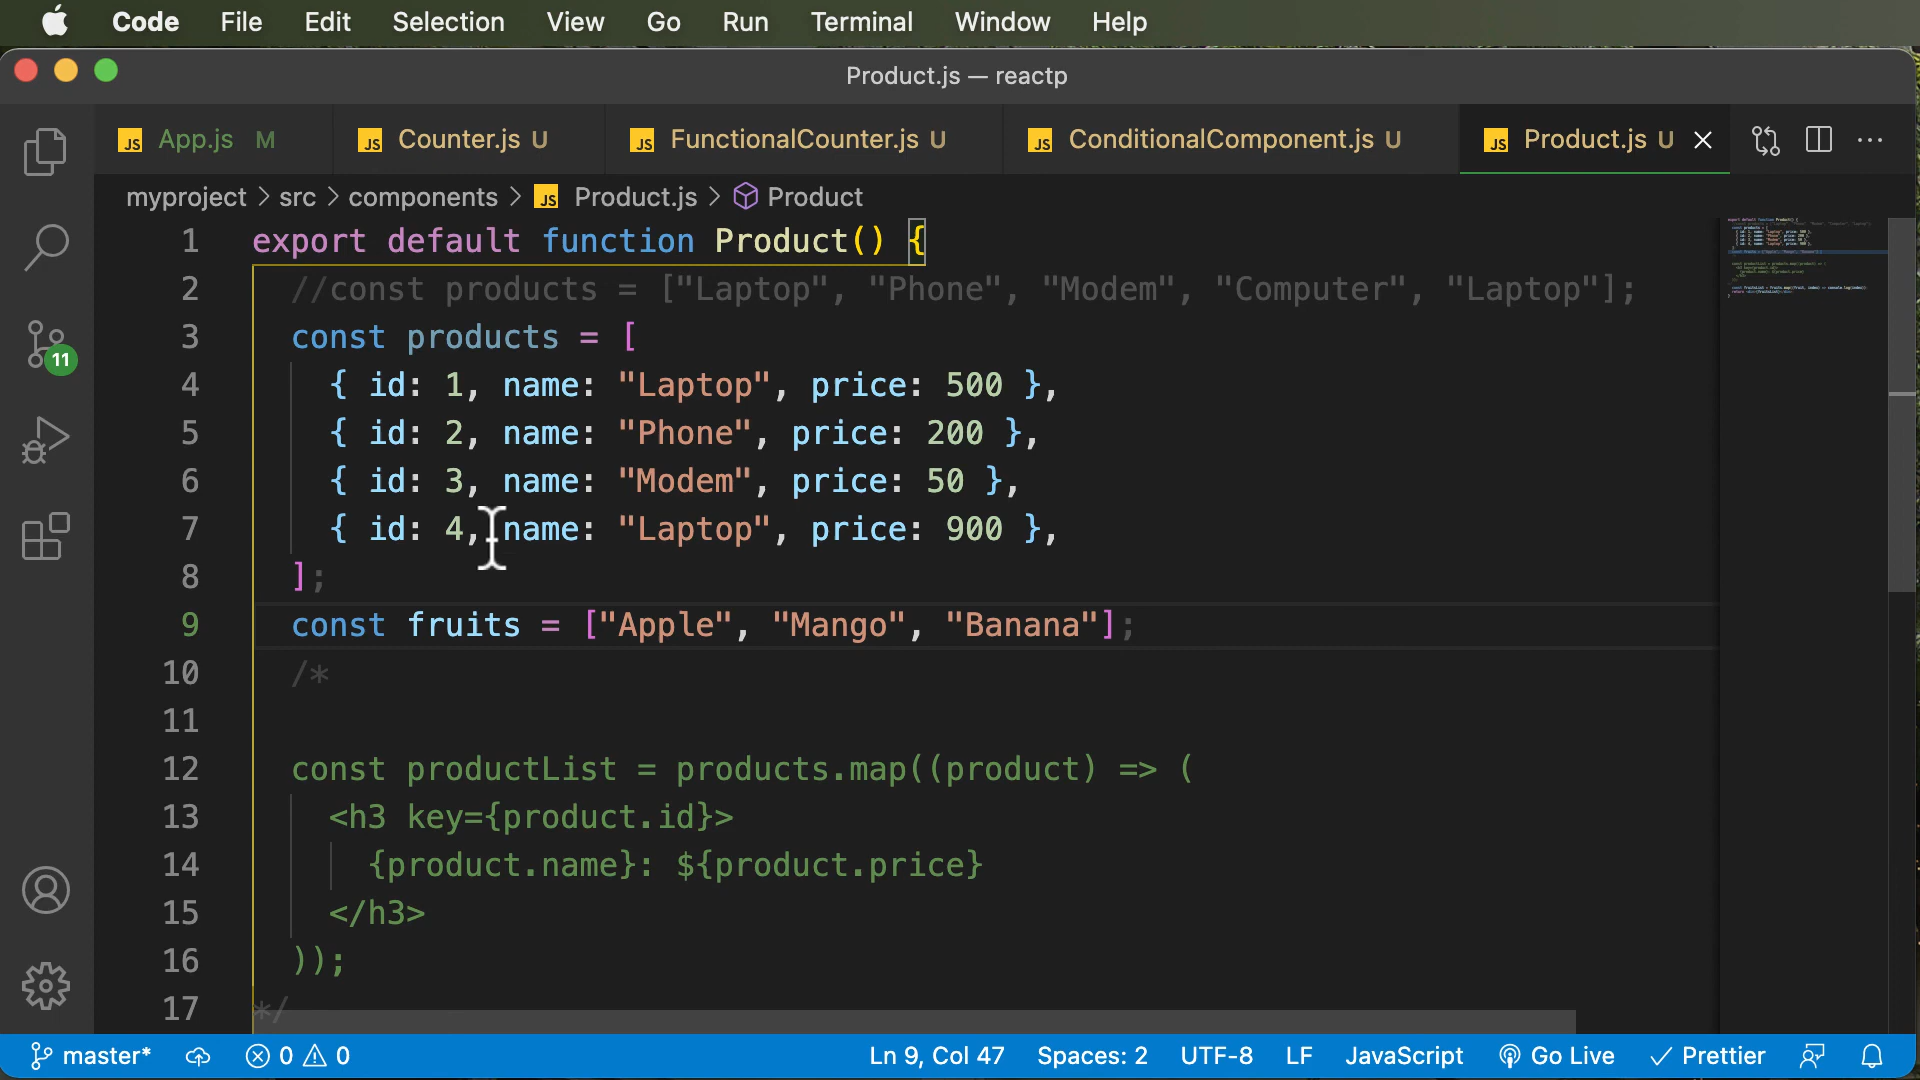 Code File Edit Selection View Go Run Terminal Window Help
Product.js — reactp
JS App.js M JS Counter.js U JS FunctionalCounter.js U JS ConditionalComponent.js U JS Product.js U
myproject > src > components > JS Product.js > Product
1 export default function Product() {
2 //const products = ["Laptop", "Phone", "Modem", "Computer", "Laptop"];
3 const products = [
4 { id: 1, name: "Laptop", price: 500 },
5 { id: 2, name: "Phone", price: 200 },
6 { id: 3, name: "Modem", price: 50 },
7 { id: 4, name: "Laptop", price: 900 },
8 ];
9 const fruits = ["Apple", "Mango", "Banana"];
10 /*
11
12 const productList = products.map((product) => (
13 <h3 key={product.id}>
14 {product.name}: ${product.price}
15 </h3>
16 ));
17 */
11
master* 0 0 Ln 9, Col 47 Spaces: 2 UTF-8 LF JavaScript Go Live Prettier